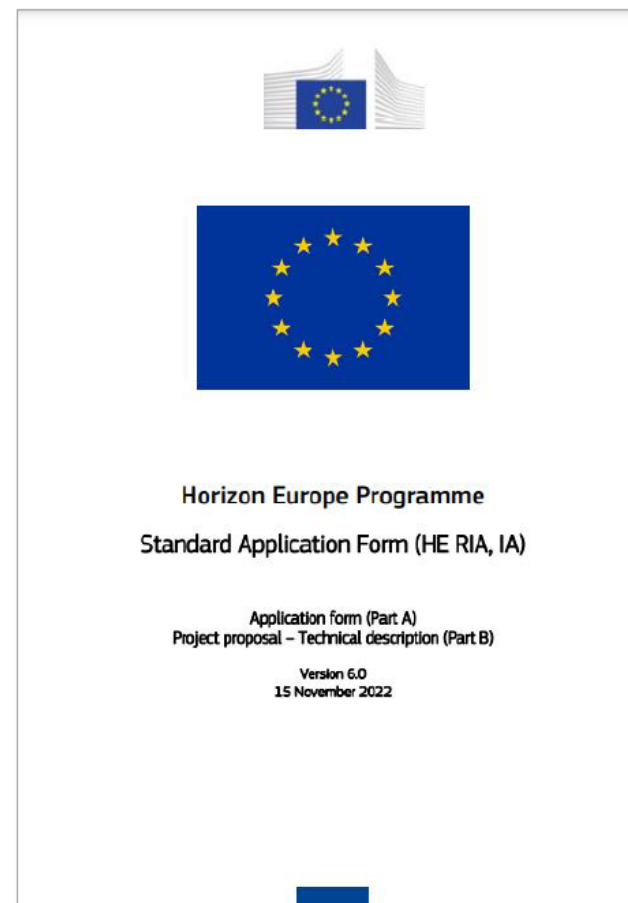 Horizon Europe Programme
Standard Application Form (HE RIA, IA)
Application form (Part A)
Project proposal – Technical description (Part B)
Version 6.0
15 November 2022